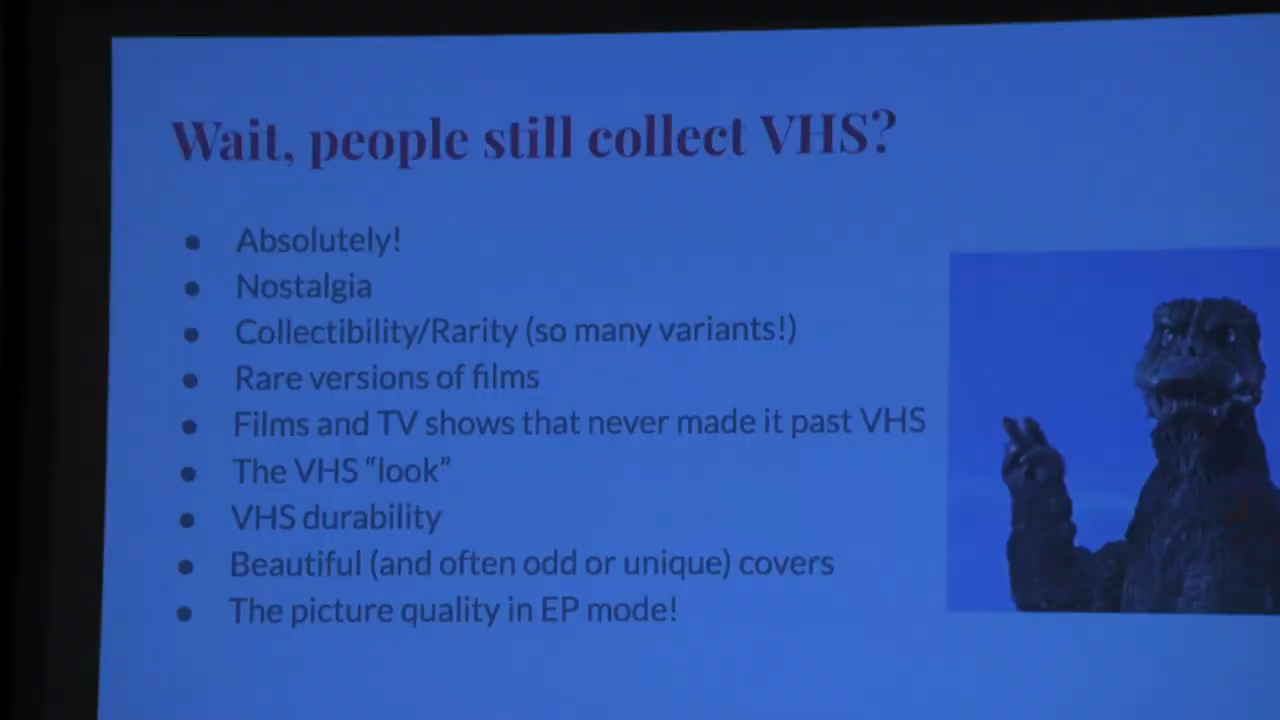 Wait, people still collect VHS?
● Absolutely!
● Nostalgia
● Collectibility/Rarity (so many variants!)
● Rare versions of films
● Films and TV shows that never made it past VHS
● The VHS “look”
● VHS durability
● Beautiful (and often odd or unique) covers
● The picture quality in EP mode!